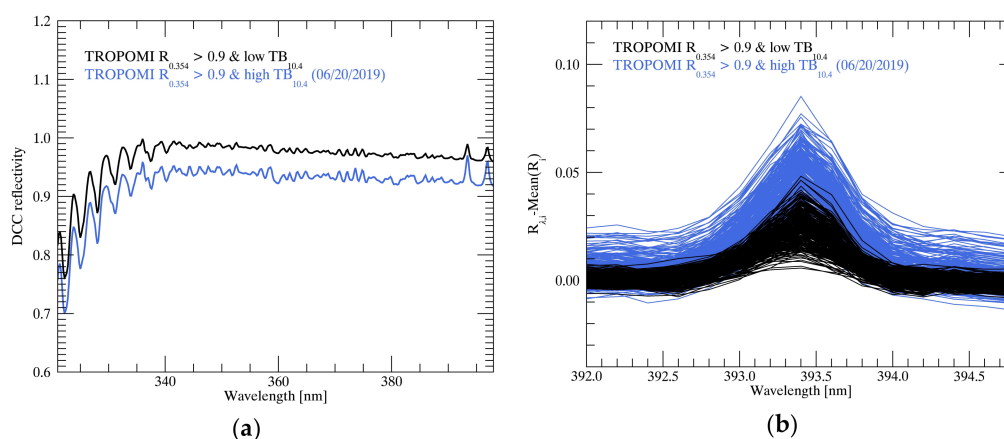 1.2
1.1
1.0
0.9
0.8
0.7
0.6
DCC reflectivity
TROPOMI R0.354 > 0.9 & low TB10.4
TROPOMI R0.354 > 0.9 & high TB10.4 (06/20/2019)
340 360 380
Wavelength [nm]
(a)
0.10
0.05
0.00
Rλ,i-Mean(Ri)
TROPOMI R0.354 > 0.9 & low TB10.4
TROPOMI R0.354 > 0.9 & high TB10.4 (06/20/2019)
392.0 392.5 393.0 393.5 394.0 394.5
Wavelength [nm]
(b)